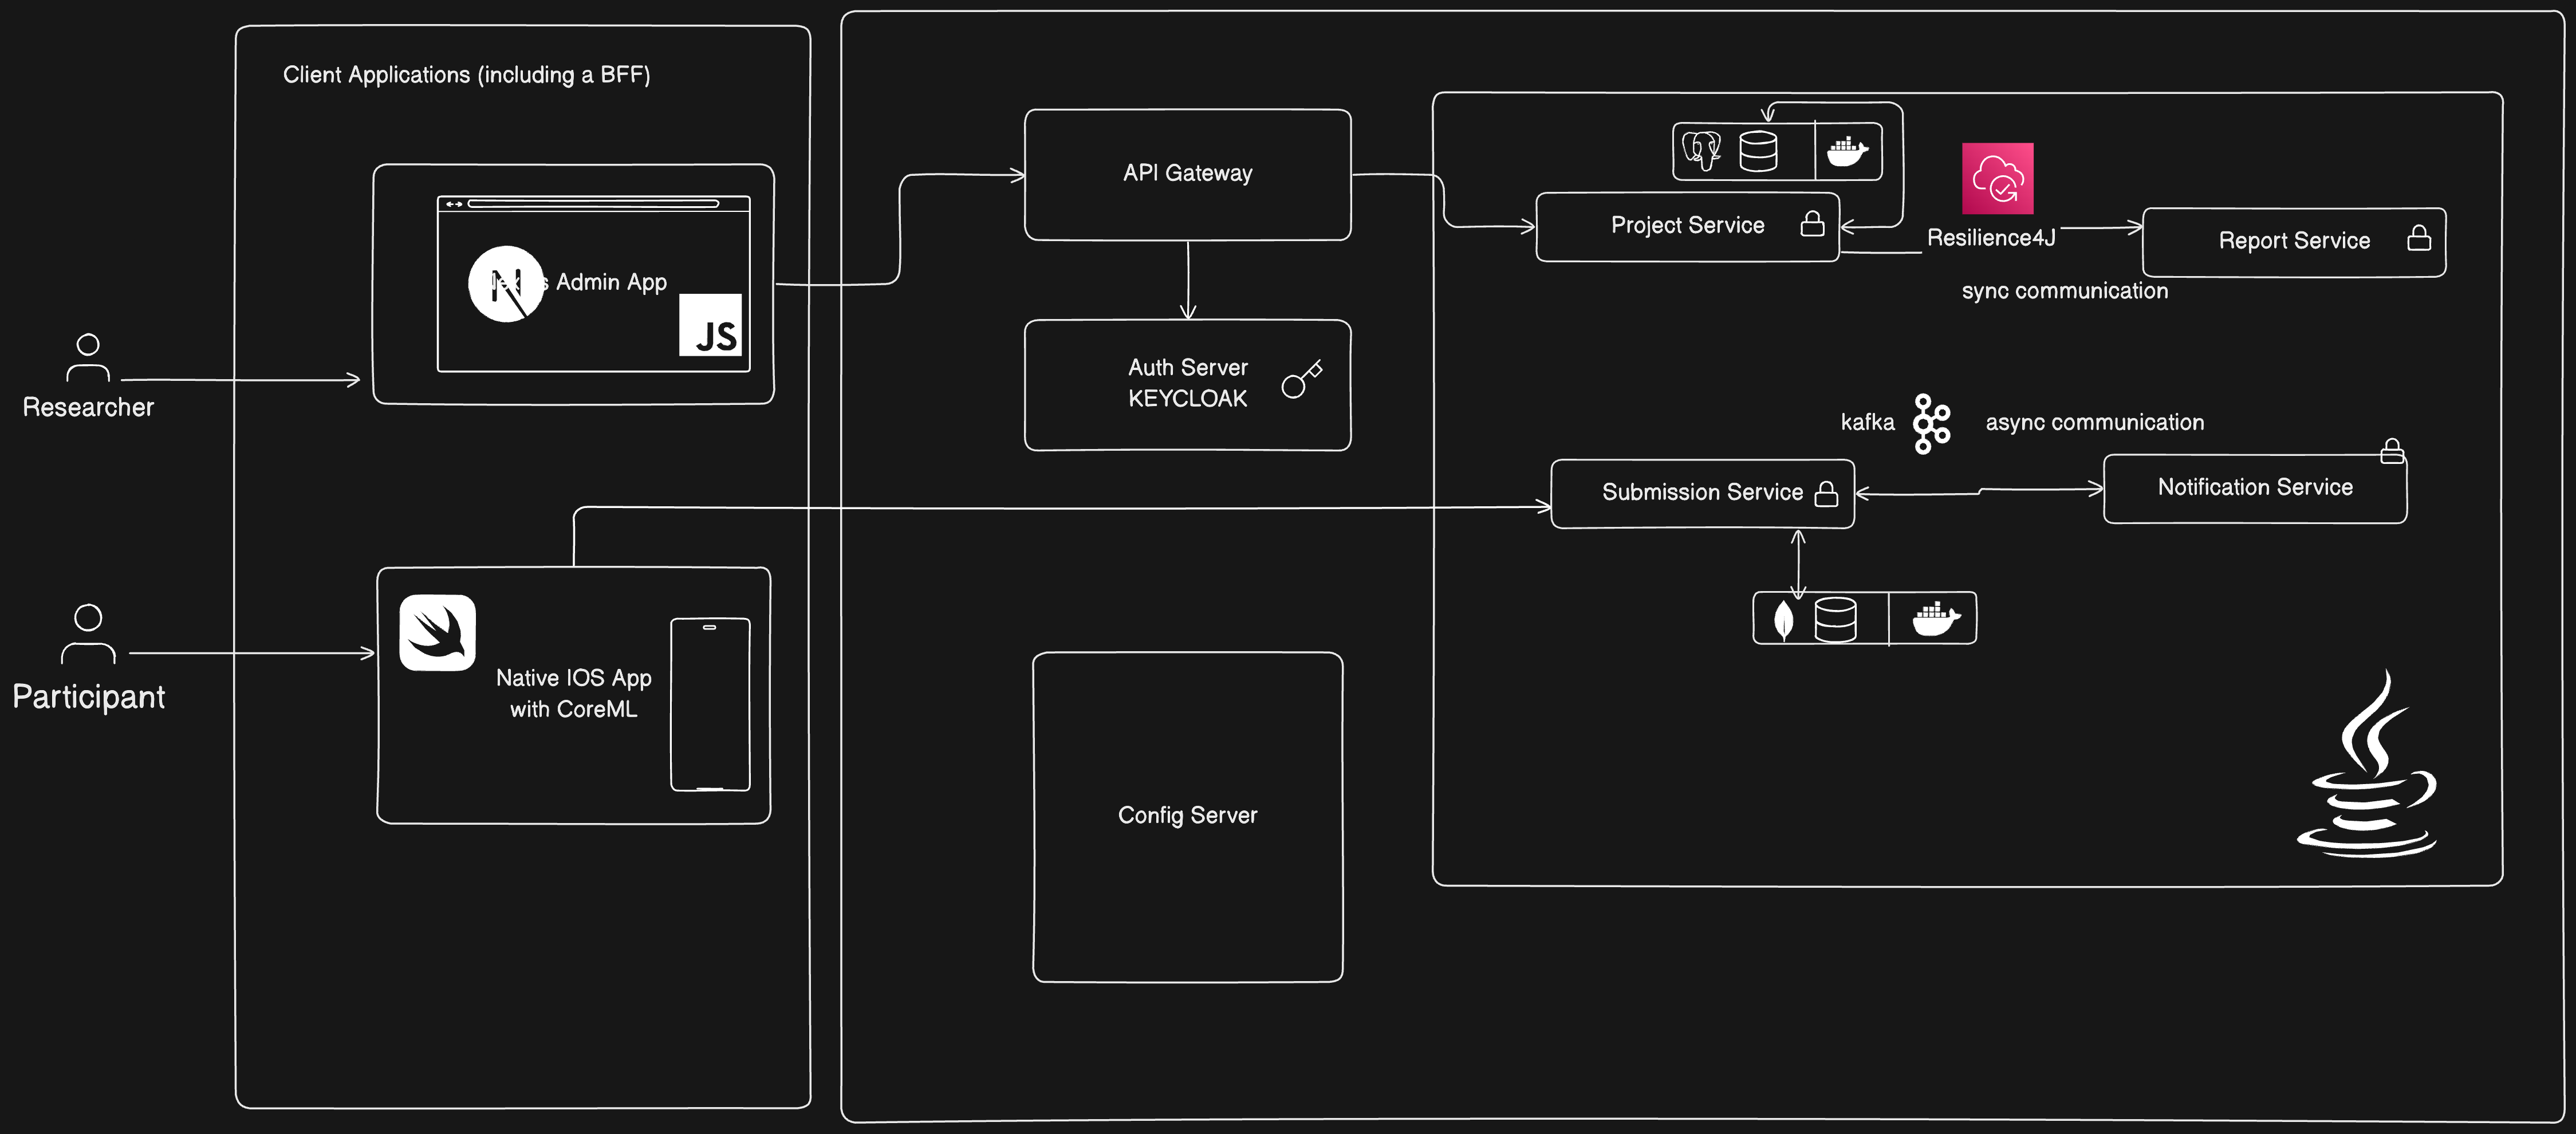 Client Applications (including a BFF)
Admin App
JS
Researcher
Participant
Native IOS App
with CoreML
API Gateway
Auth Server
KEYCLOAK
Config Server
Project Service
Resilience4J
Report Service
sync communication
kafka
async communication
Submission Service
Notification Service